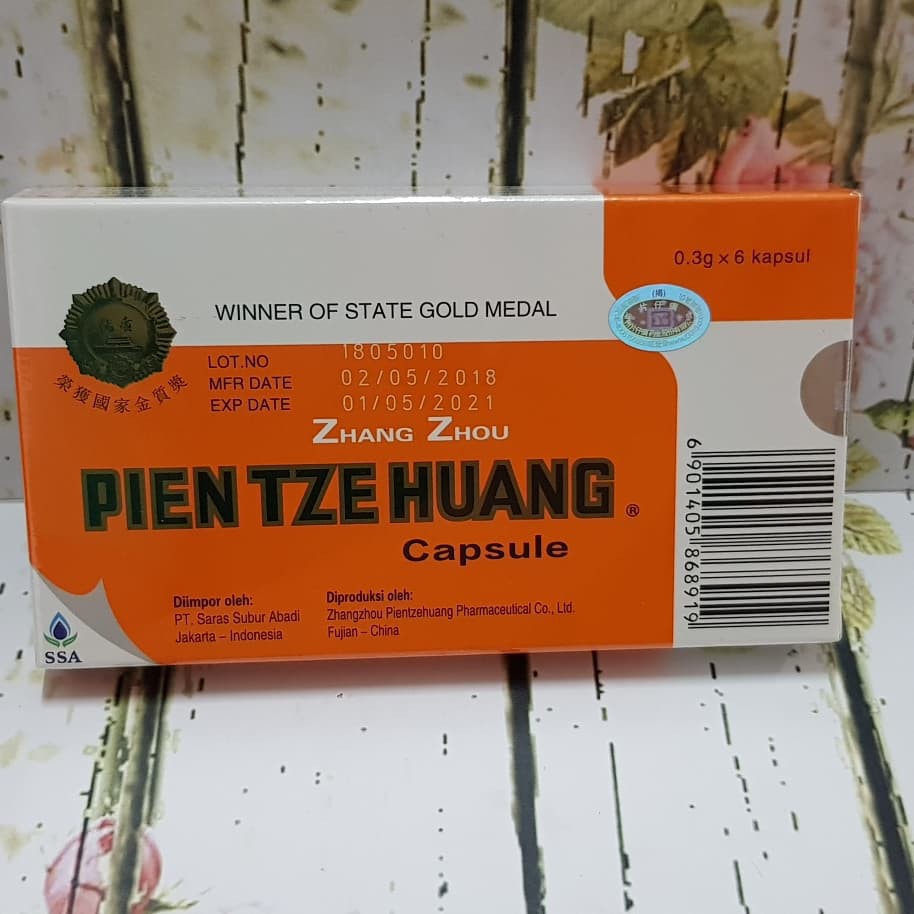 0.3g x 6 kapsul
WINNER OF STATE GOLD MEDAL
榮獲國家金質獎
LOT.NO 1805010
MFR DATE 02/05/2018
EXP DATE 01/05/2021
ZHANG ZHOU
PIEN TZE HUANG ®
Capsule
Diimpor oleh:
PT. Saras Subur Abadi
Jakarta – Indonesia
Diproduksi oleh:
Zhangzhou Pientzehuang Pharmaceutical Co., Ltd.
Fujian – China
SSA
6 901405 868919